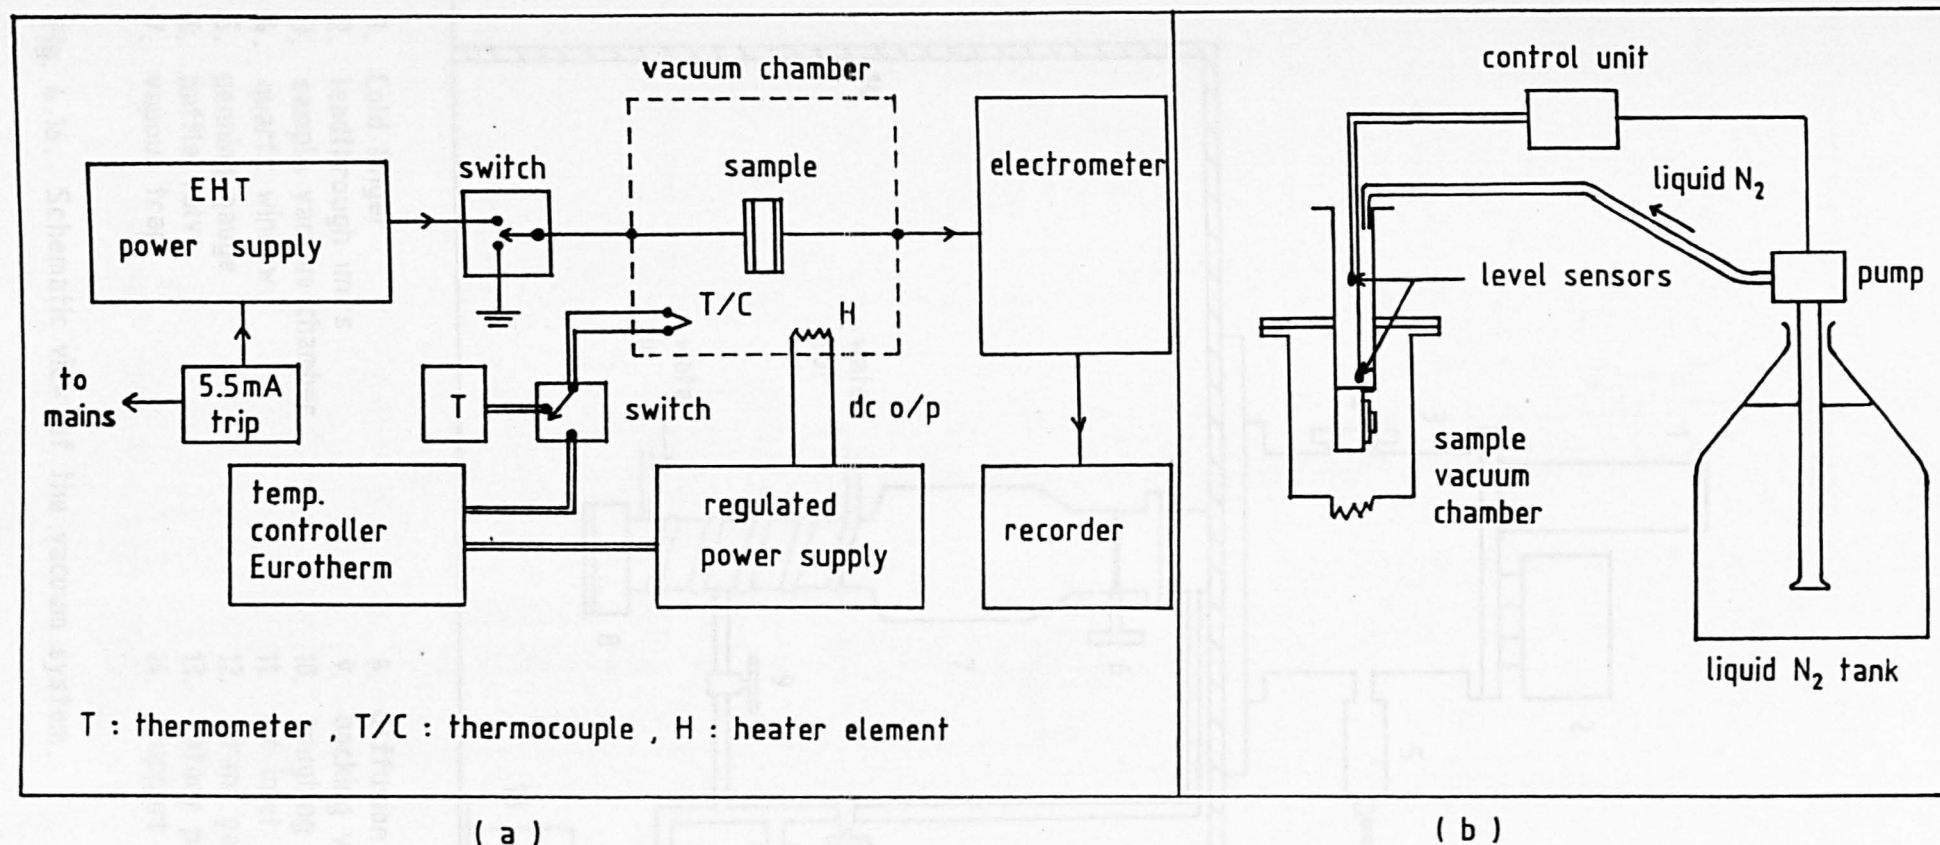 vacuum chamber
EHT
power supply
switch
sample
electrometer
T/C
H
to
mains
5.5mA
trip
T
switch
dc o/p
temp.
controller
Eurotherm
regulated
power supply
recorder
T : thermometer , T/C : thermocouple , H : heater element
( a )
control unit
liquid N₂
level sensors
pump
sample
vacuum
chamber
liquid N₂ tank
( b )